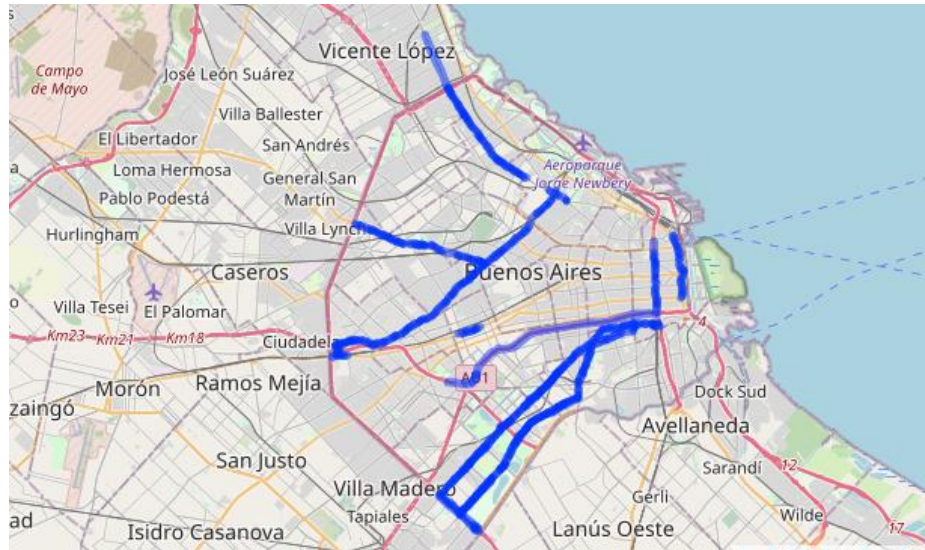 Vicente López
Campo
de Mayo
José León Suárez
Villa Ballester
El Libertador
San Andrés
Aeroparque
Jorge Newbery
Loma Hermosa
General San
Martín
Pablo Podestá
Villa Lynch
Hurlingham
Caseros
Buenos Aires
Villa Tesei
El Palomar
Km23
Km21
Km18
Ciudadela
4
AU1
Morón
Ramos Mejía
Dock Sud
zaingó
Avellaneda
San Justo
Sarandí
12
Villa Madero
Gerli
Tapiales
Wilde
ad
Isidro Casanova
Lanús Oeste
17